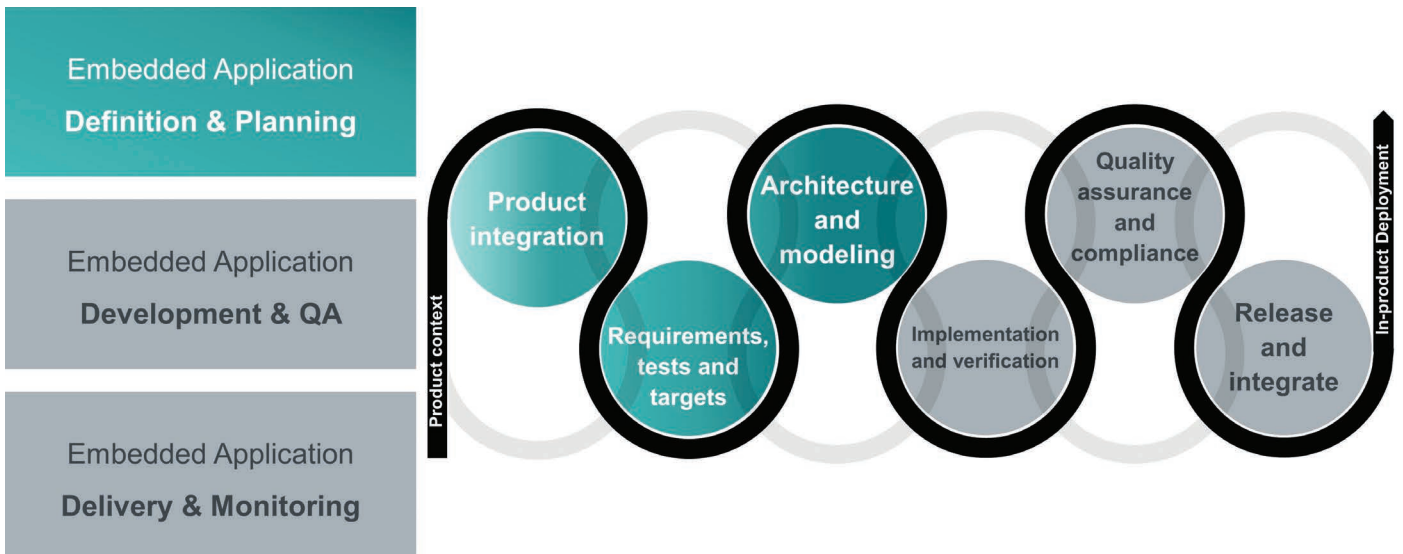 Embedded Application
Definition & Planning
Embedded Application
Development & QA
Embedded Application
Delivery & Monitoring
Product context
Product
integration
Requirements,
tests and
targets
Architecture
and
modeling
Implementation
and verification
Quality
assurance
and
compliance
Release
and
integrate
In-product Deployment